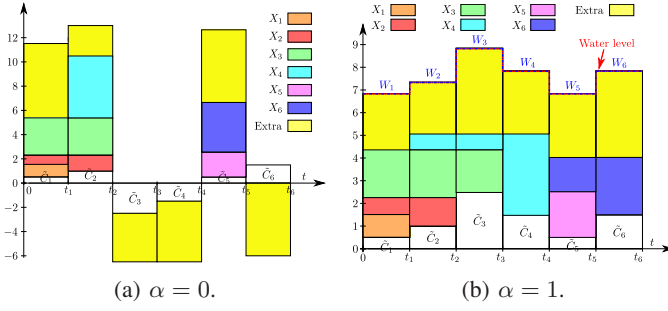 X₁
X₂
X₃
X₄
X₅
X₆
Extra
12
10
8
6
4
2
0
−2
−4
−6
0
t₁
t₂
t₃
t₄
t₅
t₆
t
C̃₁
C̃₂
C̃₃
C̃₄
C̃₅
C̃₆
(a) α = 0.
X₁ X₃ X₅ Extra
X₂ X₄ X₆
Water level
9
8
7
6
5
4
3
2
1
0
W₁
W₂
W₃
W₄
W₅
W₆
C̃₁
C̃₂
C̃₃
C̃₄
C̃₅
C̃₆
0
t₁
t₂
t₃
t₄
t₅
t₆
t
(b) α = 1.